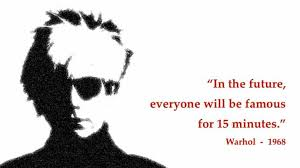 “In the future,
everyone will be famous
for 15 minutes.”
Warhol - 1968